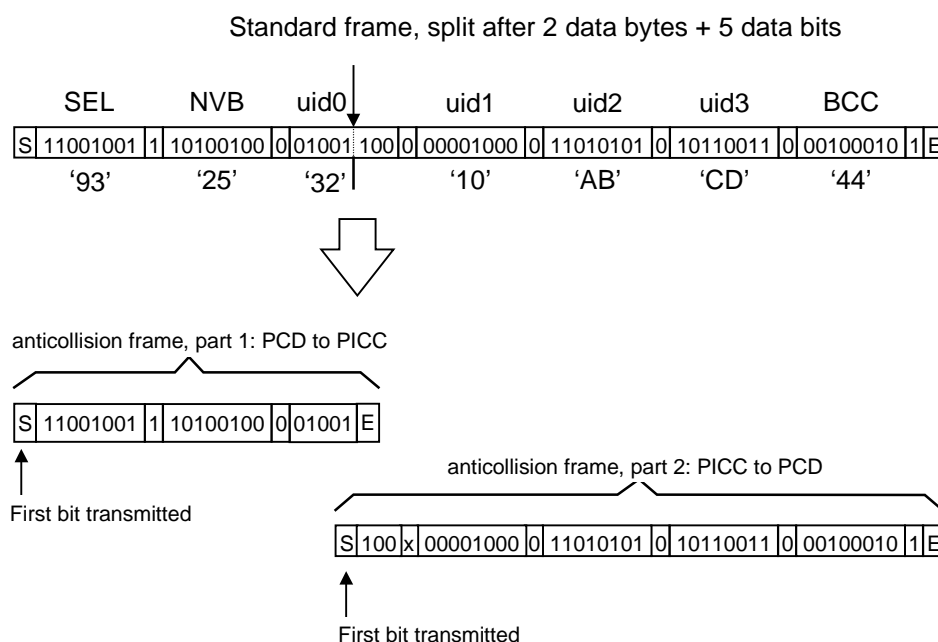 Standard frame, split after 2 data bytes + 5 data bits
SEL NVB uid0 uid1 uid2 uid3 BCC
S 11001001 1 10100100 0 01001 100 0 00001000 0 11010101 0 10110011 0 00100010 1 E
‘93’ ‘25’ ‘32’ ‘10’ ‘AB’ ‘CD’ ‘44’
anticollision frame, part 1: PCD to PICC
S 11001001 1 10100100 0 01001 E
First bit transmitted
anticollision frame, part 2: PICC to PCD
S 100 x 00001000 0 11010101 0 10110011 0 00100010 1 E
First bit transmitted